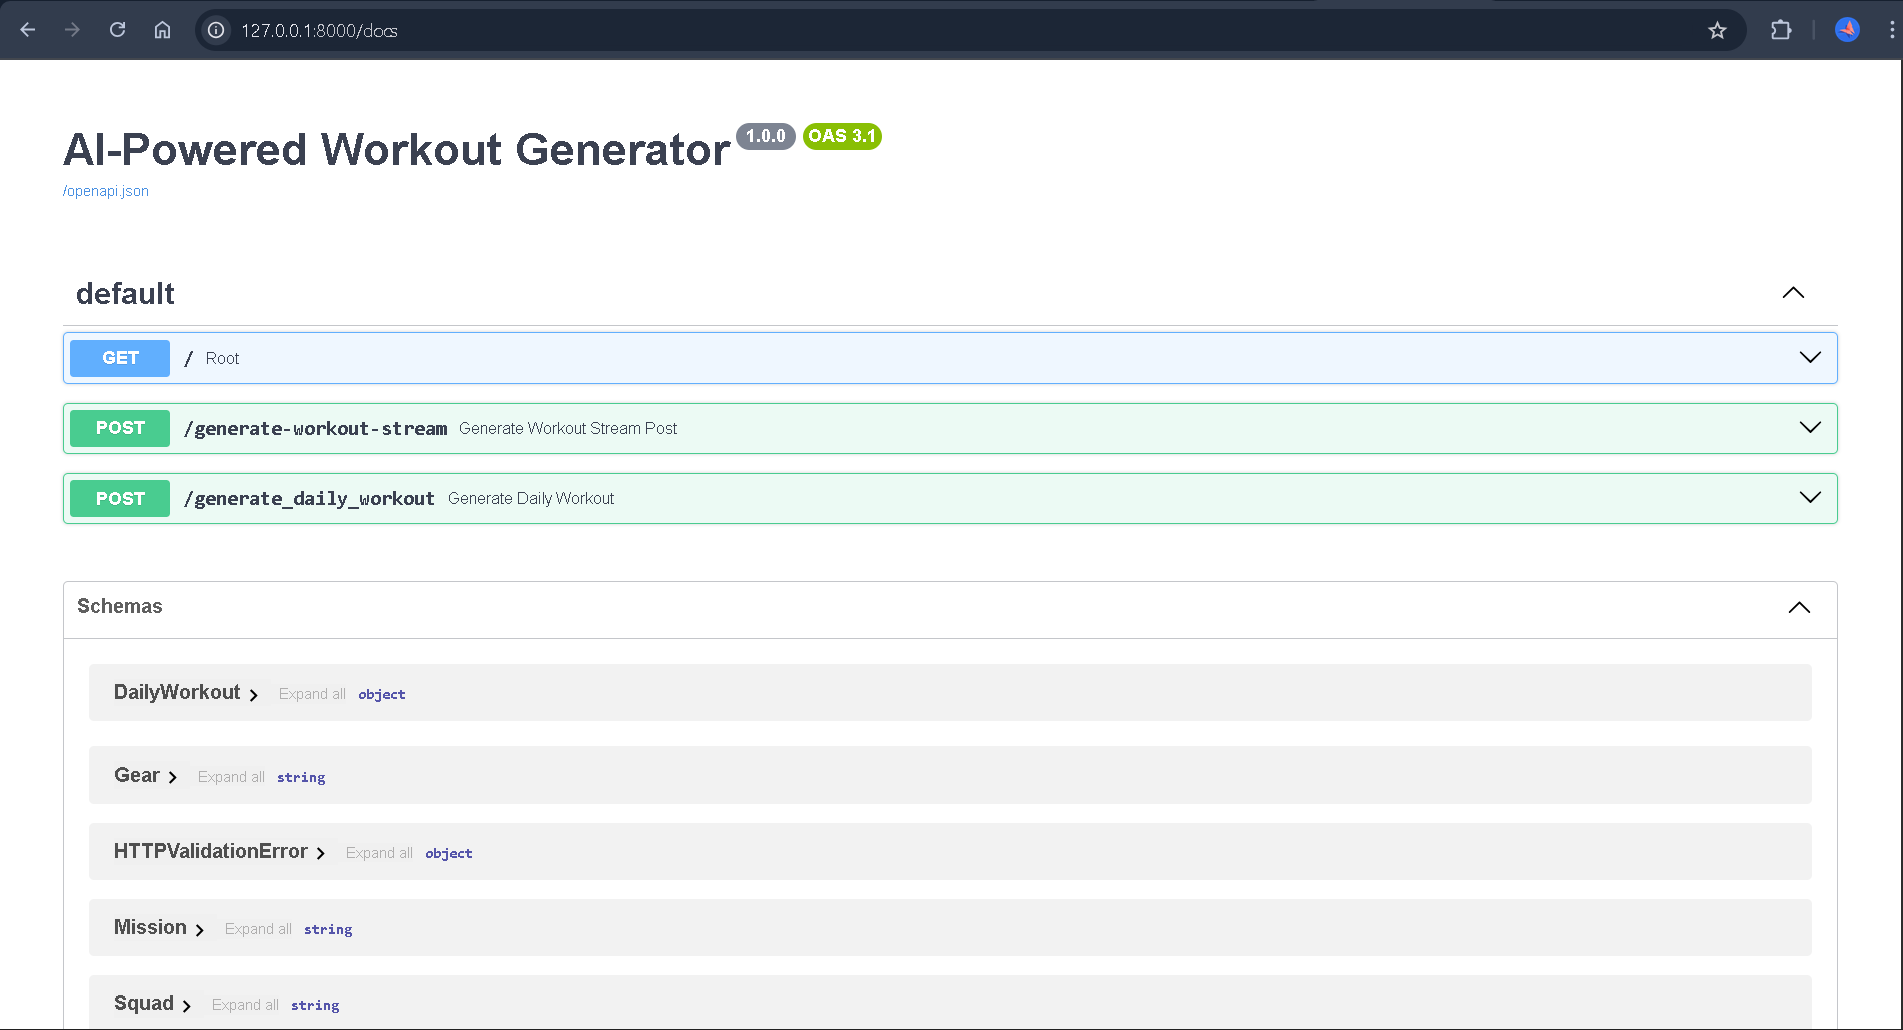 127.0.0.1:8000/docs
AI-Powered Workout Generator 1.0.0 OAS 3.1
/openapi.json
default
GET / Root
POST /generate-workout-stream Generate Workout Stream Post
POST /generate_daily_workout Generate Daily Workout
Schemas
DailyWorkout Expand all object
Gear Expand all string
HTTPValidationError Expand all object
Mission Expand all string
Squad Expand all string